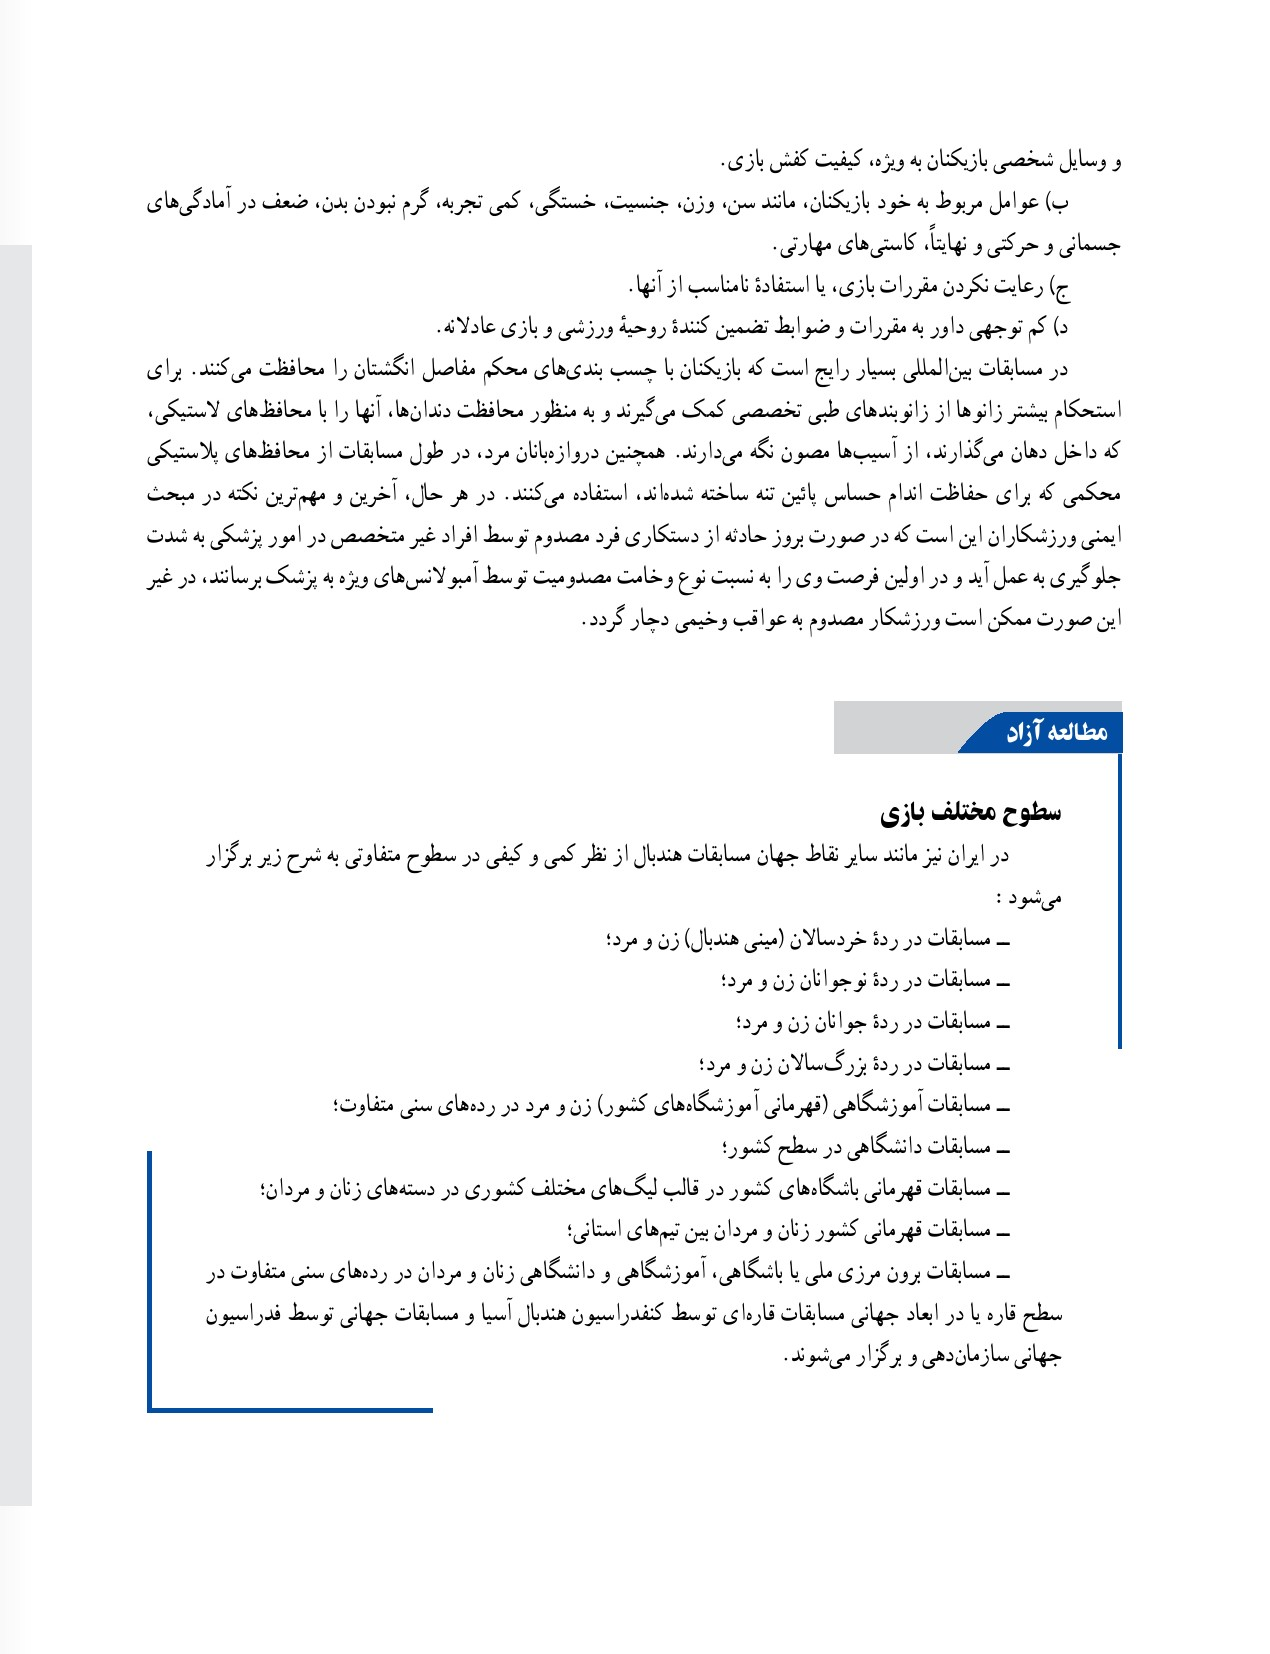 و وسایل شخصی بازیکنان به ویژه، کیفیت کفش بازی.
ب) عوامل مربوط به خود بازیکنان، مانند سن، وزن، جنسیت، خستگی، کمی تجربه، گرم نبودن بدن، ضعف در آمادگی‌های
جسمانی و حرکتی و نهایتاً، کاستی‌های مهارتی.
ج) رعایت نکردن مقررات بازی، یا استفادهٔ نامناسب از آنها.
د) کم توجهی داور به مقررات و ضوابط تضمین کنندهٔ روحیهٔ ورزشی و بازی عادلانه.
در مسابقات بین‌المللی بسیار رایج است که بازیکنان با چسب بندی‌های محکم مفاصل انگشتان را محافظت می‌کنند. برای
استحکام بیشتر زانوها از زانوبندهای طبی تخصصی کمک می‌گیرند و به منظور محافظت دندان‌ها، آنها را با محافظ‌های لاستیکی،
که داخل دهان می‌گذارند، از آسیب‌ها مصون نگه می‌دارند. همچنین دروازه‌بانان مرد، در طول مسابقات از محافظ‌های پلاستیکی
محکمی که برای حفاظت اندام حساس پائین تنه ساخته شده‌اند، استفاده می‌کنند. در هر حال، آخرین و مهم‌ترین نکته در مبحث
ایمنی ورزشکاران این است که در صورت بروز حادثه از دستکاری فرد مصدوم توسط افراد غیر متخصص در امور پزشکی به شدت
جلوگیری به عمل آید و در اولین فرصت وی را به نسبت نوع وخامت مصدومیت توسط آمبولانس‌های ویژه به پزشک برسانند، در غیر
این صورت ممکن است ورزشکار مصدوم به عواقب وخیمی دچار گردد.
مطالعه آزاد
سطوح مختلف بازی
در ایران نیز مانند سایر نقاط جهان مسابقات هندبال از نظر کمی و کیفی در سطوح متفاوتی به شرح زیر برگزار
می‌شود :
ــ مسابقات در ردهٔ خردسالان (مینی هندبال) زن و مرد؛
ــ مسابقات در ردهٔ نوجوانان زن و مرد؛
ــ مسابقات در ردهٔ جوانان زن و مرد؛
ــ مسابقات در ردهٔ بزرگ‌سالان زن و مرد؛
ــ مسابقات آموزشگاهی (قهرمانی آموزشگاه‌های کشور) زن و مرد در رده‌های سنی متفاوت؛
ــ مسابقات دانشگاهی در سطح کشور؛
ــ مسابقات قهرمانی باشگاه‌های کشور در قالب لیگ‌های مختلف کشوری در دسته‌های زنان و مردان؛
ــ مسابقات قهرمانی کشور زنان و مردان بین تیم‌های استانی؛
ــ مسابقات برون مرزی ملی یا باشگاهی، آموزشگاهی و دانشگاهی زنان و مردان در رده‌های سنی متفاوت در
سطح قاره یا در ابعاد جهانی مسابقات قاره‌ای توسط کنفدراسیون هندبال آسیا و مسابقات جهانی توسط فدراسیون
جهانی سازمان‌دهی و برگزار می‌شوند.